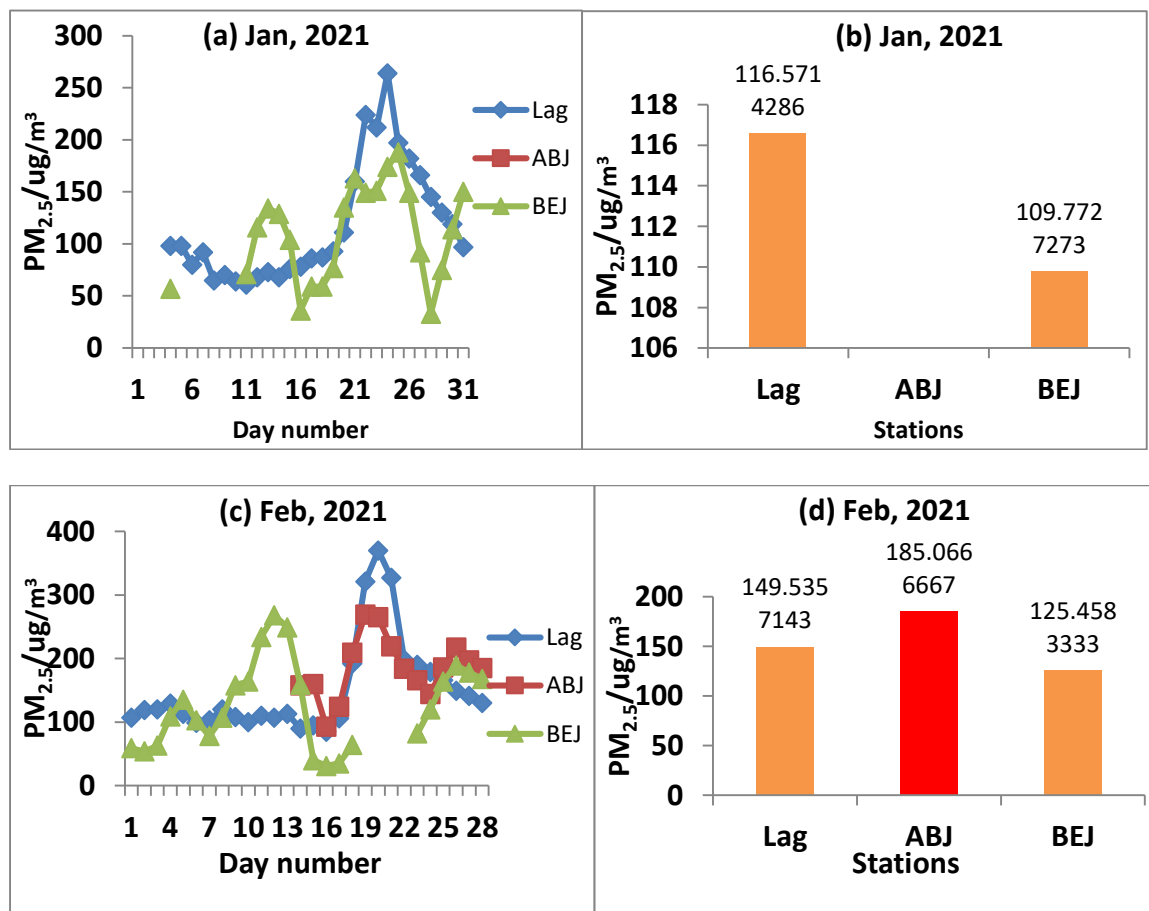 (a) Jan, 2021
PM2.5/ug/m³
300
250
200
150
100
50
0
1 6 11 16 21 26 31
Day number
Lag
ABJ
BEJ
(b) Jan, 2021
PM2.5/ug/m³
118
116
114
112
110
108
106
116.571
4286
109.772
7273
Lag ABJ BEJ
Stations
(c) Feb, 2021
PM2.5/ug/m³
400
300
200
100
0
1 4 7 10 13 16 19 22 25 28
Day number
Lag
ABJ
BEJ
(d) Feb, 2021
PM2.5/ug/m³
200
150
100
50
0
149.535
7143
185.066
6667
125.458
3333
Lag ABJ BEJ
Stations